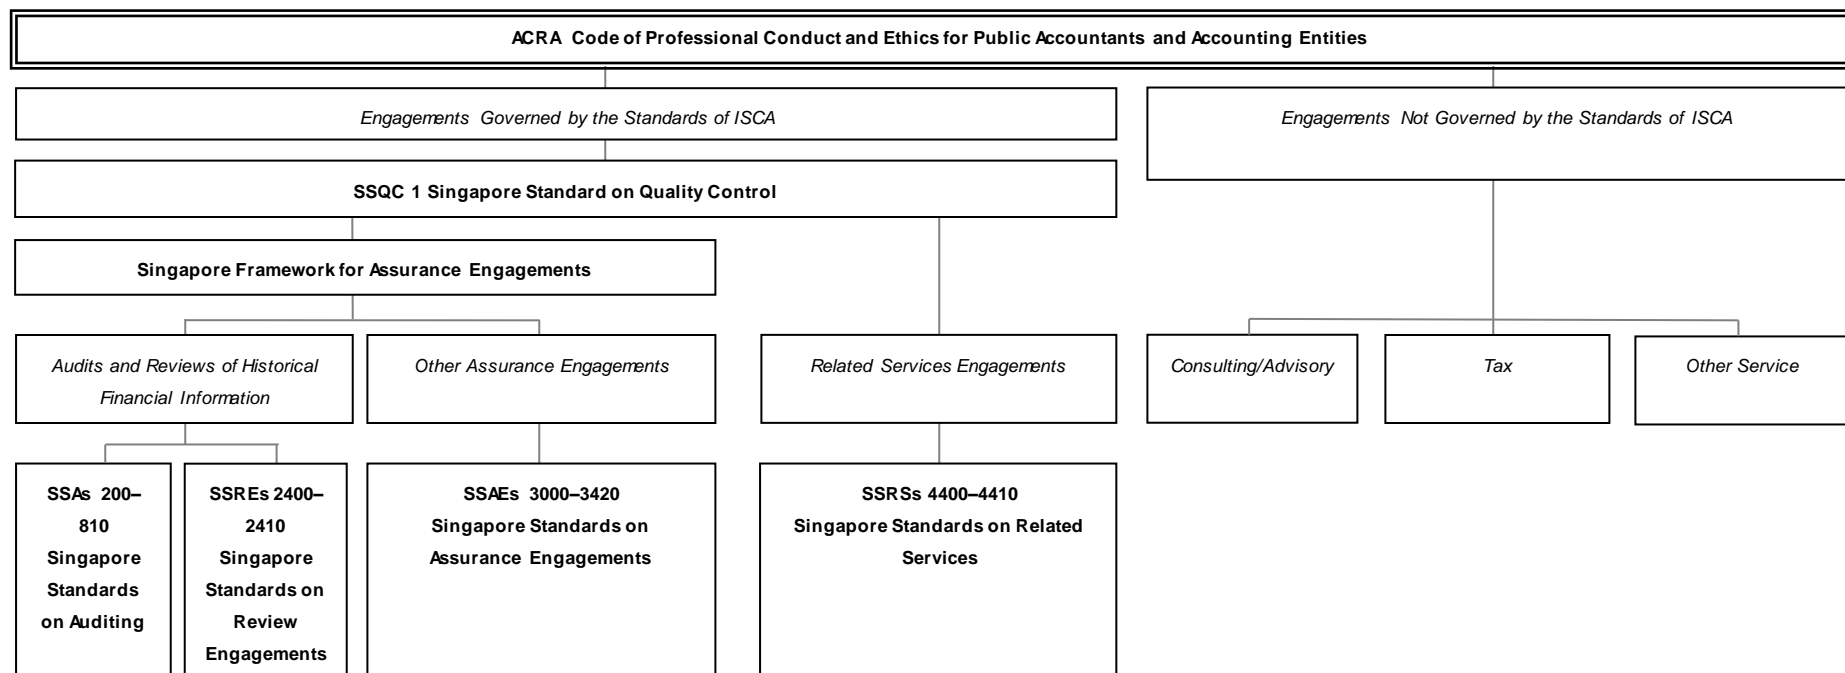 ACRA Code of Professional Conduct and Ethics for Public Accountants and Accounting Entities
Engagements Governed by the Standards of ISCA
Engagements Not Governed by the Standards of ISCA
SSQC 1 Singapore Standard on Quality Control
Singapore Framework for Assurance Engagements
Audits and Reviews of Historical
Financial Information
Other Assurance Engagements
Related Services Engagements
Consulting/Advisory
Tax
Other Service
SSAs 200–
810
Singapore
Standards
on Auditing
SSREs 2400–
2410
Singapore
Standards on
Review
Engagements
SSAEs 3000–3420
Singapore Standards on
Assurance Engagements
SSRSs 4400–4410
Singapore Standards on Related
Services